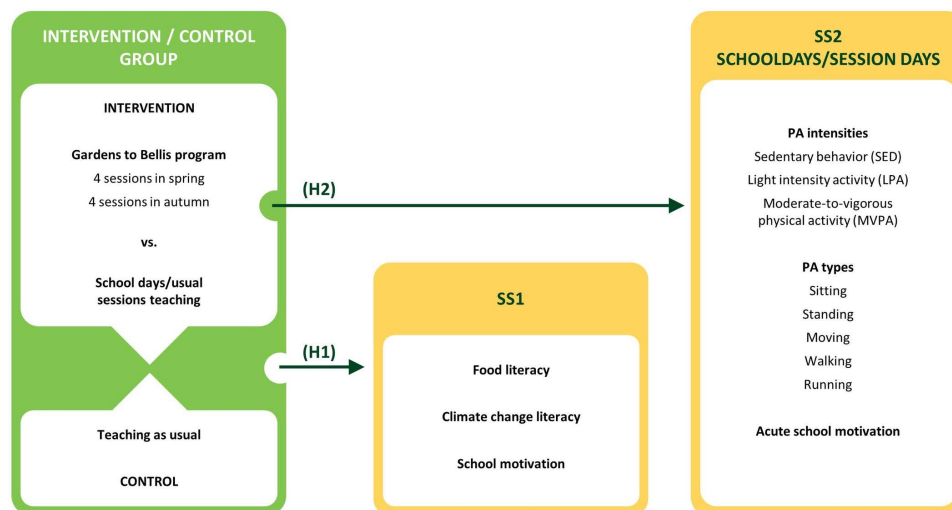 INTERVENTION / CONTROL
GROUP
INTERVENTION
Gardens to Bellis program
4 sessions in spring
4 sessions in autumn
vs.
School days/usual
sessions teaching
Teaching as usual
CONTROL
(H2)
(H1)
SS1
Food literacy
Climate change literacy
School motivation
SS2
SCHOOLDAYS/SESSION DAYS
PA intensities
Sedentary behavior (SED)
Light intensity activity (LPA)
Moderate-to-vigorous
physical activity (MVPA)
PA types
Sitting
Standing
Moving
Walking
Running
Acute school motivation